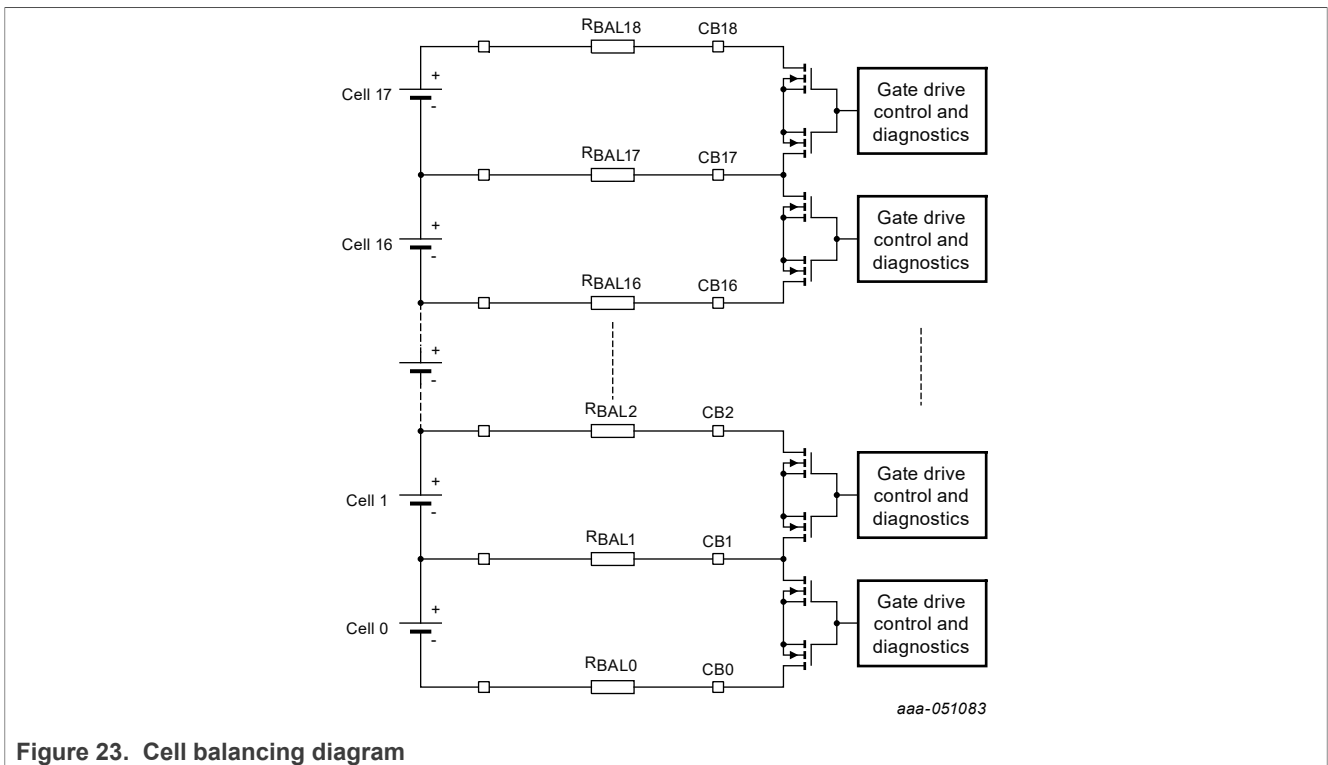 RBAL18
CB18
+
Cell 17
-
Gate drive
control and
diagnostics
RBAL17
CB17
+
Cell 16
-
Gate drive
control and
diagnostics
RBAL16
CB16
+
-
RBAL2
CB2
+
Cell 1
-
Gate drive
control and
diagnostics
RBAL1
CB1
+
Cell 0
-
Gate drive
control and
diagnostics
RBAL0
CB0
aaa-051083
Figure 23. Cell balancing diagram